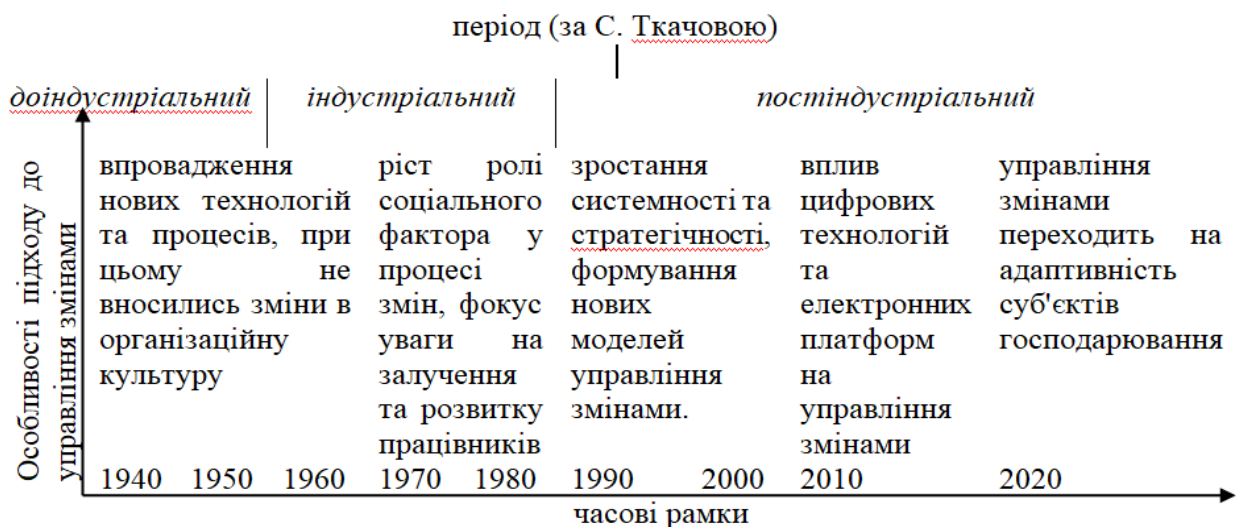 період (за С. Ткачовою)
доіндустріальний індустріальний постіндустріальний
Особливості підходу до
управління змінами
впровадження
нових технологій
та процесів, при
цьому не
вносились зміни в
організаційну
культуру
ріст ролі
соціального
фактора у
процесі
змін, фокус
уваги на
залучення
та розвитку
працівників
зростання
системності та
стратегічності,
формування
нових
моделей
управління
змінами.
вплив
цифрових
технологій
та
електронних
платформ
на
управління
змінами
управління
змінами
переходить на
адаптивність
суб'єктів
господарювання
1940 1950 1960 1970 1980 1990 2000 2010 2020
часові рамки